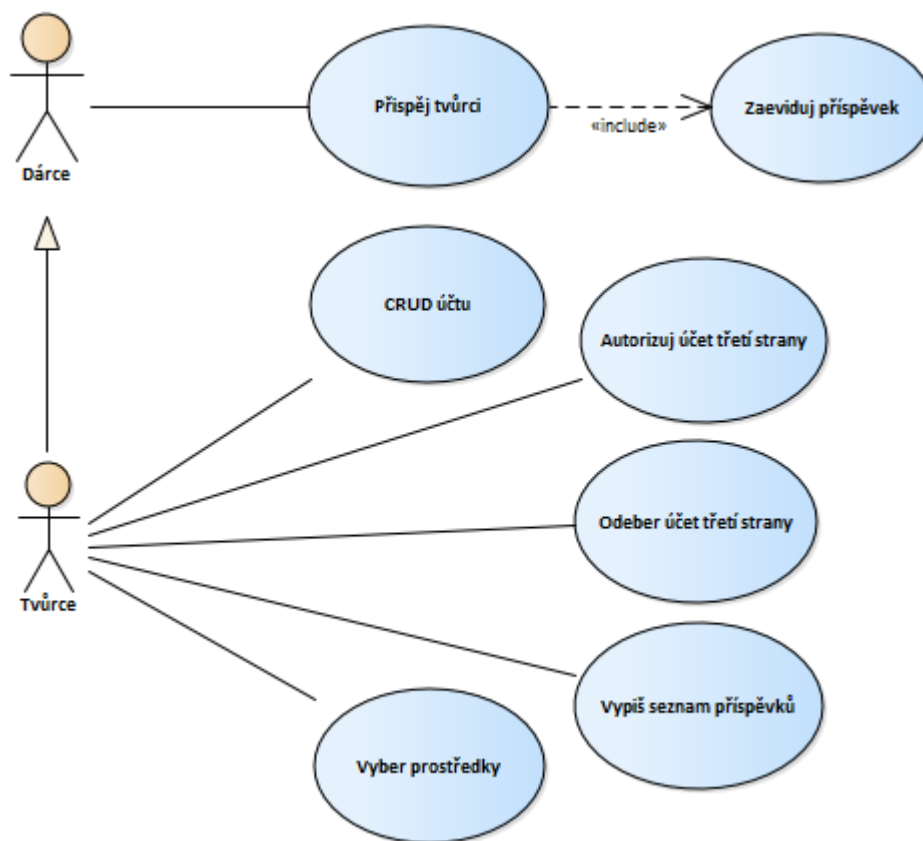 Přispěj tvůrci
Zaeviduj příspěvek
«include»
Dárce
CRUD účtu
Autorizuj účet třetí strany
Odeber účet třetí strany
Tvůrce
Vypiš seznam příspěvků
Vyber prostředky